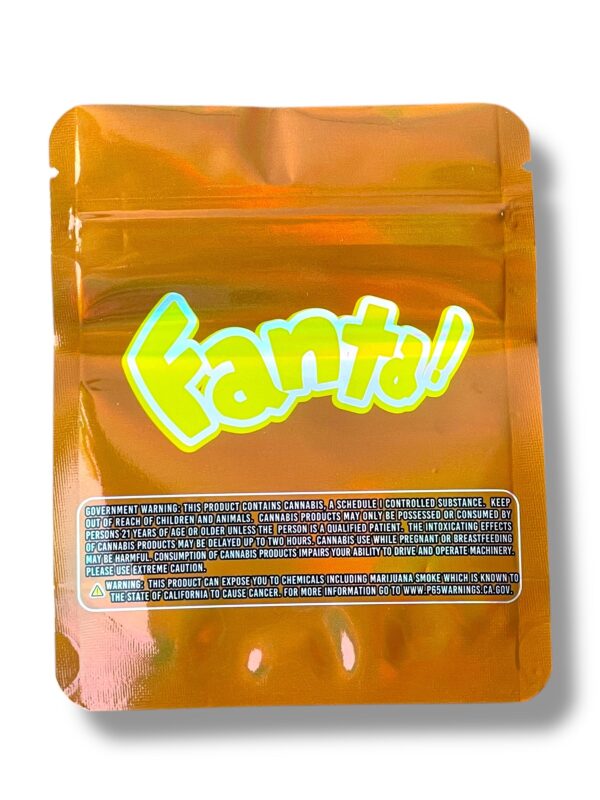 Fanta!
GOVERNMENT WARNING: THIS PRODUCT CONTAINS CANNABIS, A SCHEDULE I CONTROLLED SUBSTANCE. KEEP
OUT OF REACH OF CHILDREN AND ANIMALS. CANNABIS PRODUCTS MAY ONLY BE POSSESSED OR CONSUMED BY
PERSONS 21 YEARS OF AGE OR OLDER UNLESS THE PERSON IS A QUALIFIED PATIENT. THE INTOXICATING EFFECTS
OF CANNABIS PRODUCTS MAY BE DELAYED UP TO TWO HOURS. CANNABIS USE WHILE PREGNANT OR BREASTFEEDING
MAY BE HARMFUL. CONSUMPTION OF CANNABIS PRODUCTS IMPAIRS YOUR ABILITY TO DRIVE AND OPERATE MACHINERY.
PLEASE USE EXTREME CAUTION.
WARNING: THIS PRODUCT CAN EXPOSE YOU TO CHEMICALS INCLUDING MARIJUANA SMOKE WHICH IS KNOWN TO
THE STATE OF CALIFORNIA TO CAUSE CANCER. FOR MORE INFORMATION GO TO WWW.P65WARNINGS.CA.GOV.